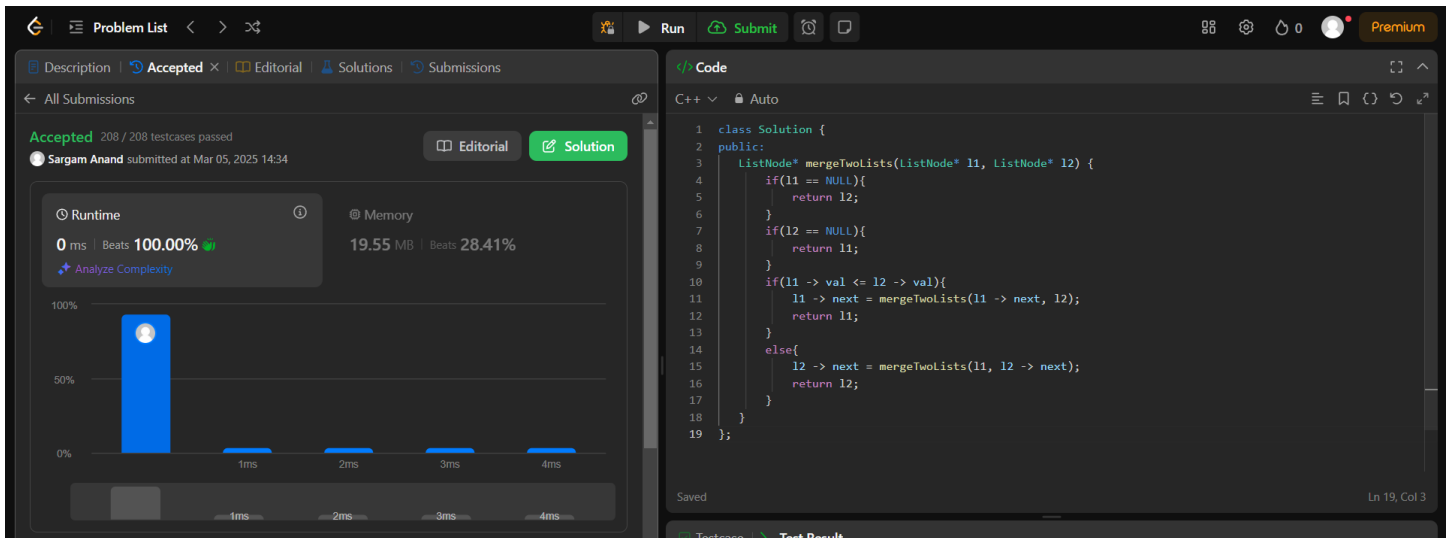 Problem List
Run
Submit
0
Premium
Description
Accepted
Editorial
Solutions
Submissions
All Submissions
Accepted 208 / 208 testcases passed
Sargam Anand submitted at Mar 05, 2025 14:34
Editorial
Solution
Runtime
0 ms | Beats 100.00%
Analyze Complexity
Memory
19.55 MB | Beats 28.41%
100%
50%
0%
1ms 2ms 3ms 4ms
1ms 2ms 3ms 4ms
</> Code
C++ Auto
1 class Solution {
2 public:
3 ListNode* mergeTwoLists(ListNode* l1, ListNode* l2) {
4 if(l1 == NULL){
5 return l2;
6 }
7 if(l2 == NULL){
8 return l1;
9 }
10 if(l1 -> val <= l2 -> val){
11 l1 -> next = mergeTwoLists(l1 -> next, l2);
12 return l1;
13 }
14 else{
15 l2 -> next = mergeTwoLists(l1, l2 -> next);
16 return l2;
17 }
18 }
19 };
Saved
Ln 19, Col 3
Testcase | >_ Test Result